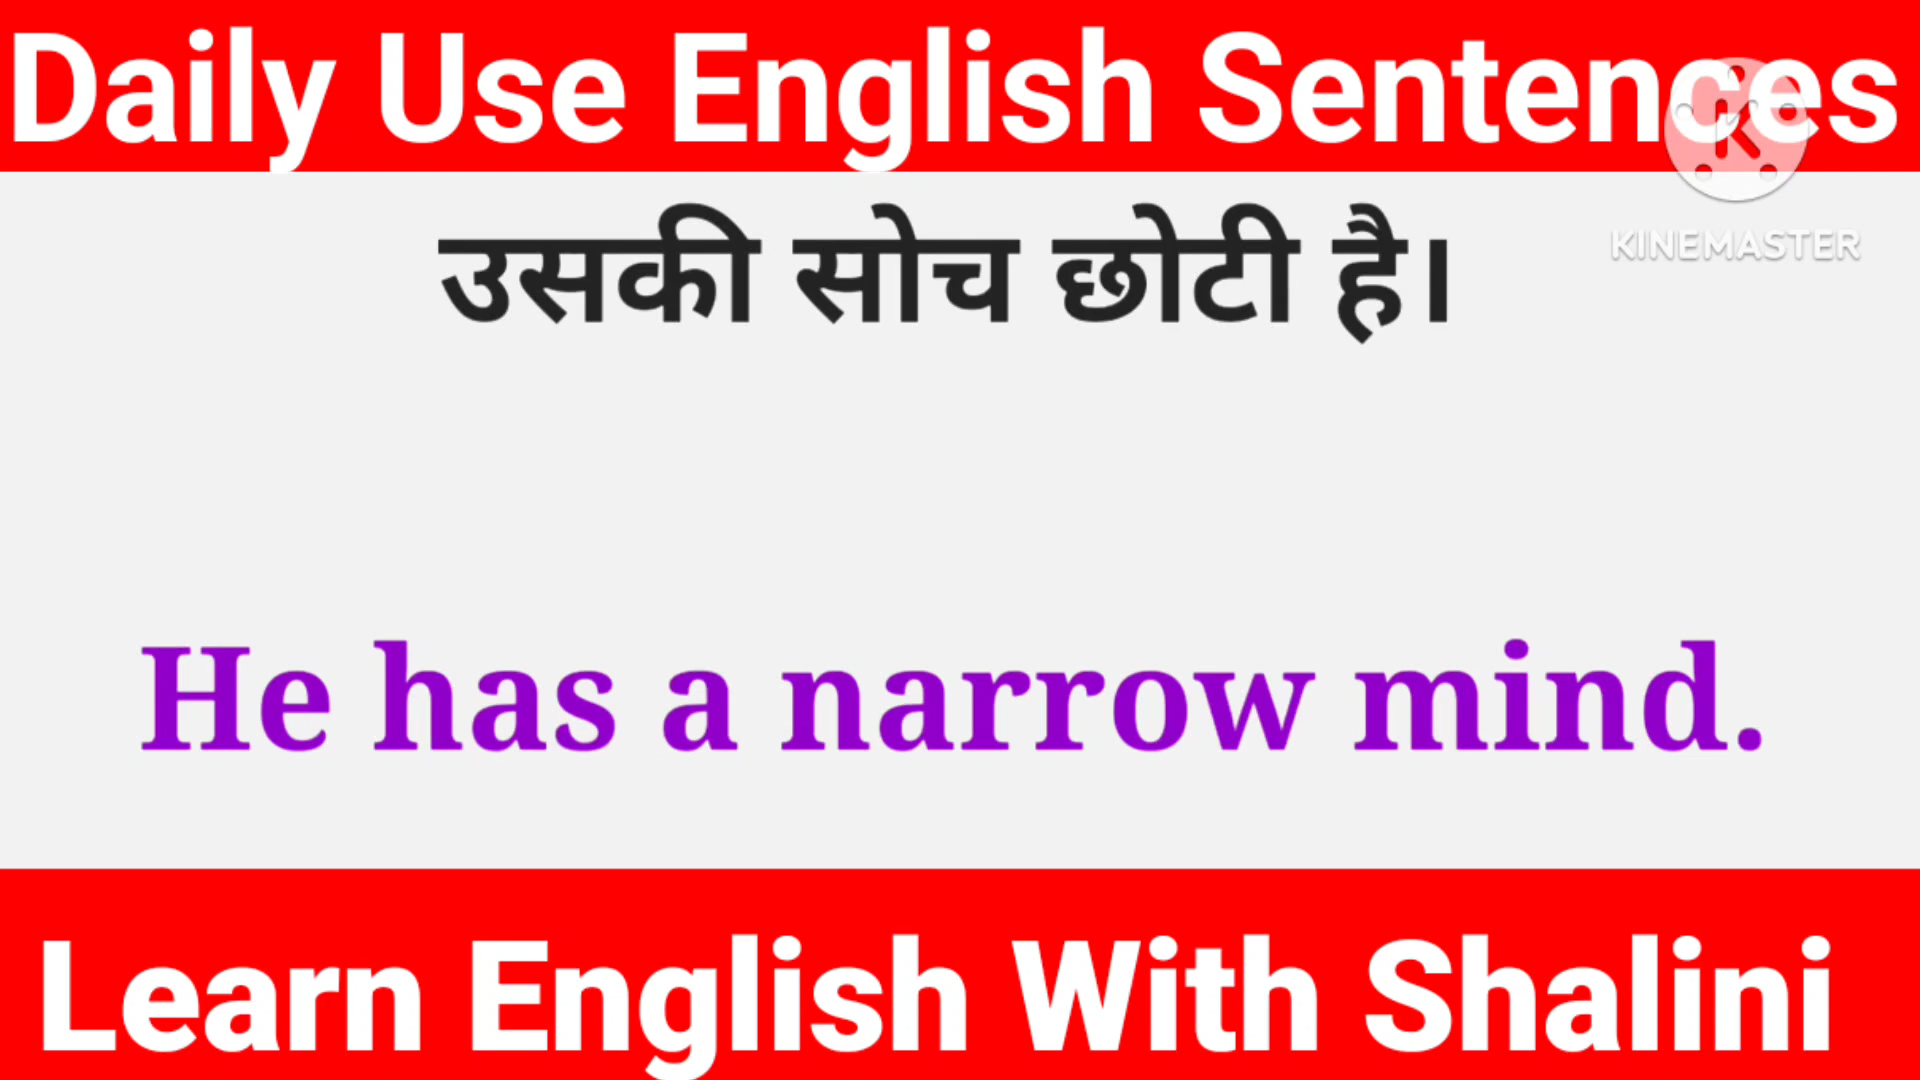 Daily Use English Sentences
उसकी सोच छोटी है।
KINEMASTER
He has a narrow mind.
Learn English With Shalini